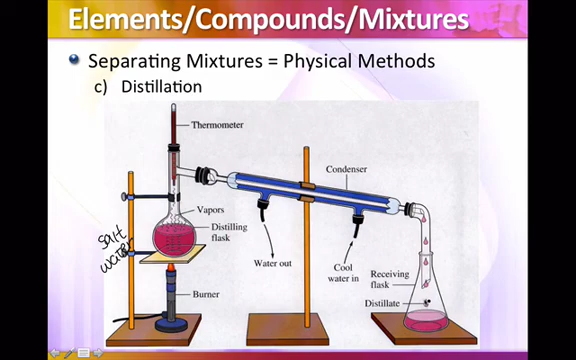 Elements/Compounds/Mixtures
Separating Mixtures = Physical Methods
c) Distillation
Thermometer
Condenser
Vapors
Distilling
flask
salt
water
Water out
Cool
water in
Receiving
flask
Burner
Distillate